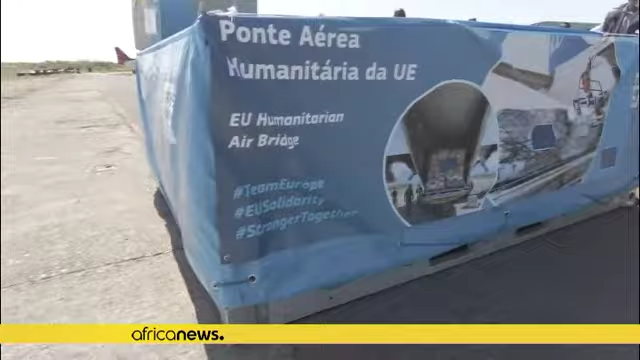 Ponte Aérea
Humanitária da UE
EU Humanitarian
Air Bridge
#TeamEurope
#EUSolidarity
#StrongerTogether
africanews.